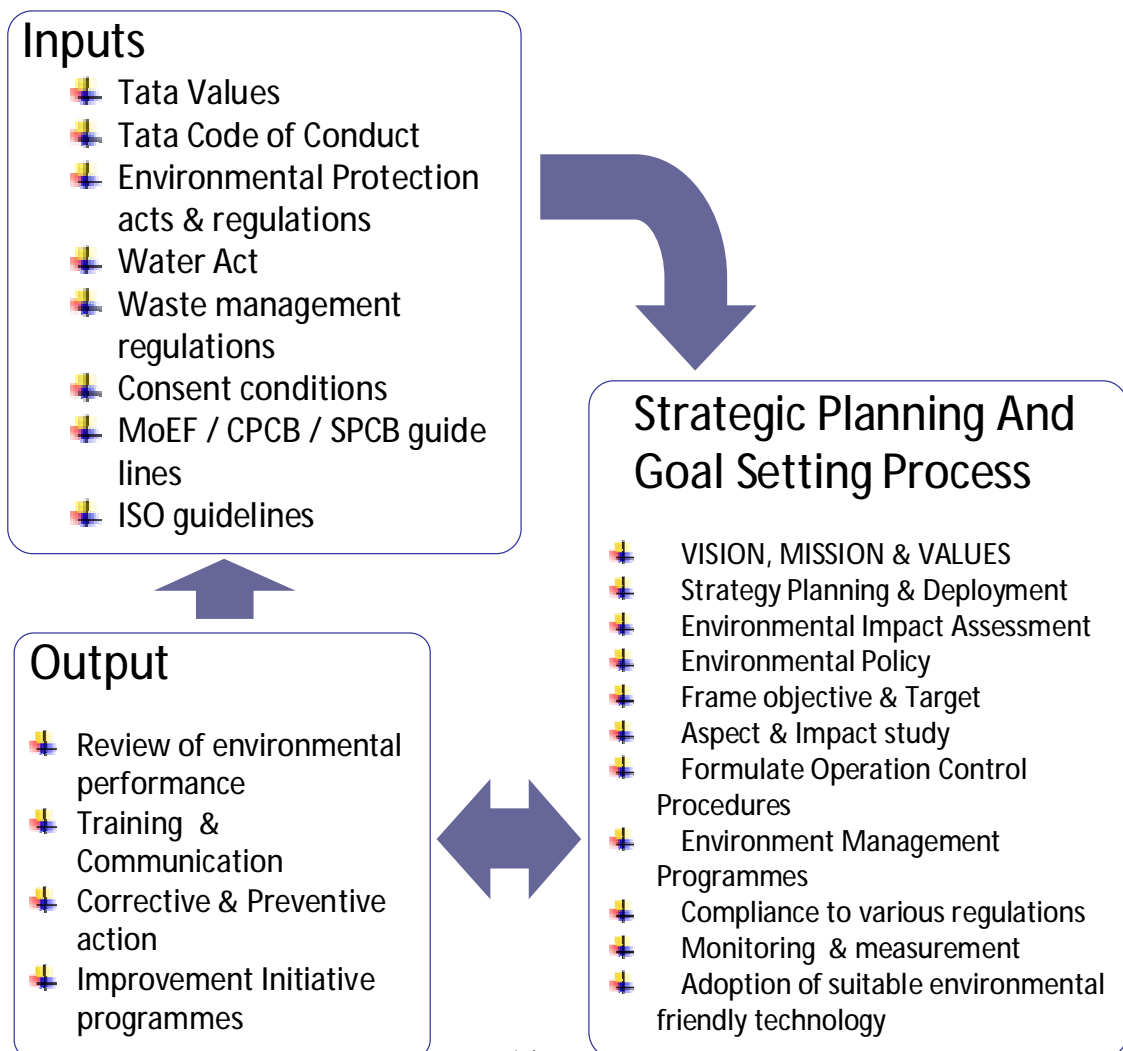 Inputs
Tata Values
Tata Code of Conduct
Environmental Protection
acts & regulations
Water Act
Waste management
regulations
Consent conditions
MoEF / CPCB / SPCB guide
lines
ISO guidelines
Strategic Planning And
Goal Setting Process
VISION, MISSION & VALUES
Strategy Planning & Deployment
Environmental Impact Assessment
Environmental Policy
Frame objective & Target
Aspect & Impact study
Formulate Operation Control
Procedures
Environment Management
Programmes
Compliance to various regulations
Monitoring & measurement
Adoption of suitable environmental
friendly technology
Output
Review of environmental
performance
Training &
Communication
Corrective & Preventive
action
Improvement Initiative
programmes